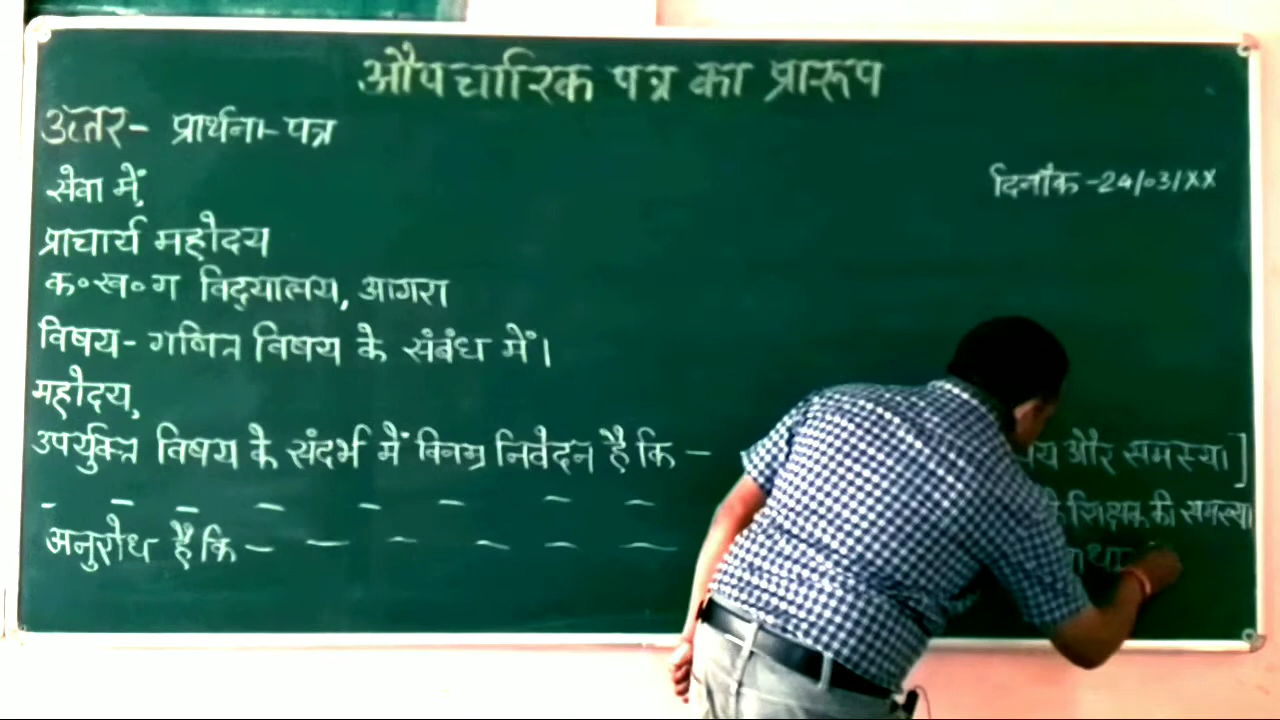 औपचारिक पत्र का प्रारूप
उत्तर- प्रार्थना-पत्र
सेवा में,
दिनाँक -24/03/XX
प्राचार्य महोदय
क०ख०ग विद्यालय, आगरा
विषय- गणित विषय के संबंध में।
महोदय,
उपर्युक्त विषय के संदर्भ में विनम्र निवेदन है कि - और समस्या]
- - - - - - - - शिक्षक की समस्या
अनुरोध है कि - - - - - -